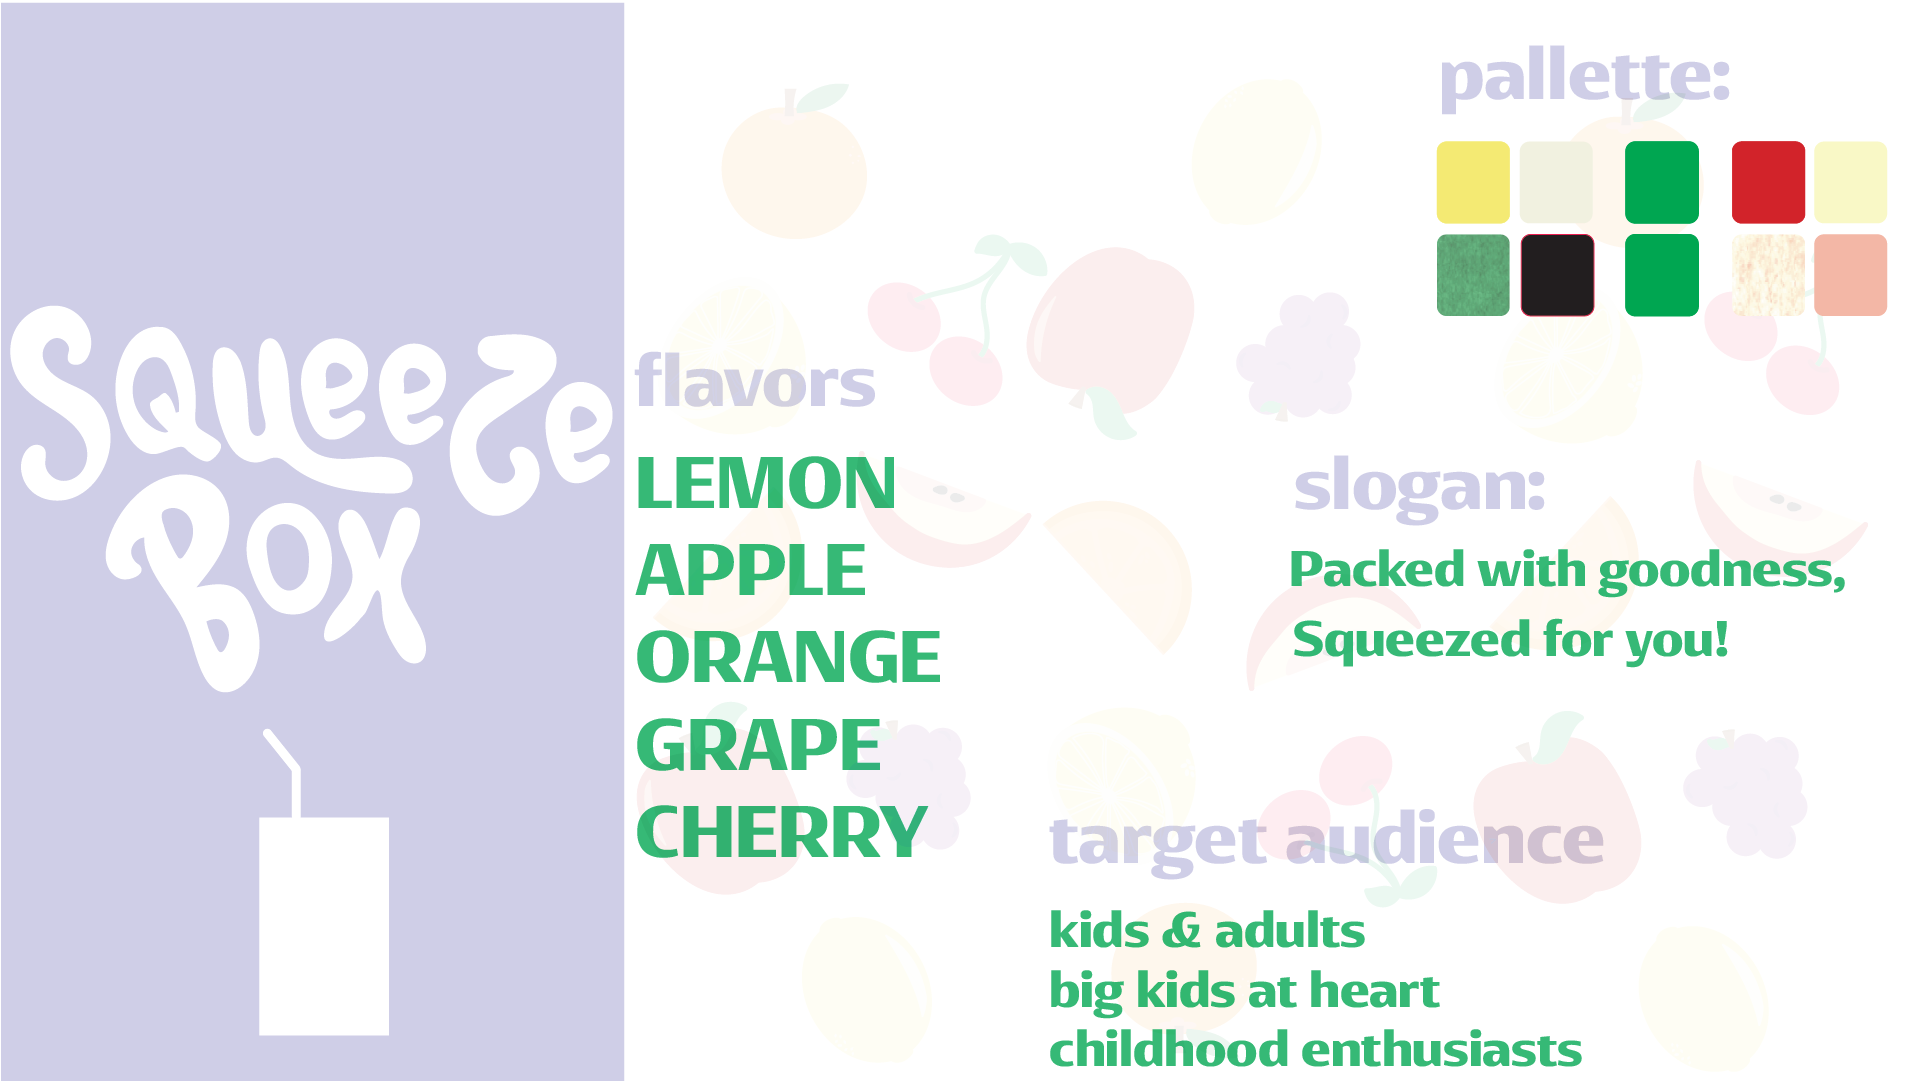 Squeeze
Box
flavors
LEMON
APPLE
ORANGE
GRAPE
CHERRY
pallette:
slogan:
Packed with goodness,
Squeezed for you!
target audience
kids & adults
big kids at heart
childhood enthusiasts